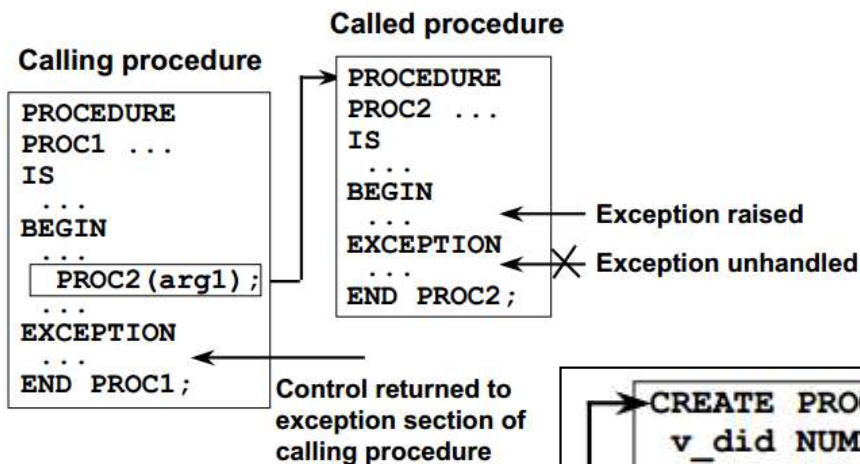 Called procedure
Calling procedure
PROCEDURE
PROC1 ...
IS
...
BEGIN
...
PROC2(arg1);
...
EXCEPTION
...
END PROC1;
PROCEDURE
PROC2 ...
IS
...
BEGIN
...
EXCEPTION
...
END PROC2;
Exception raised
Exception unhandled
Control returned to
exception section of
calling procedure
CREATE PROC
v_did NUM